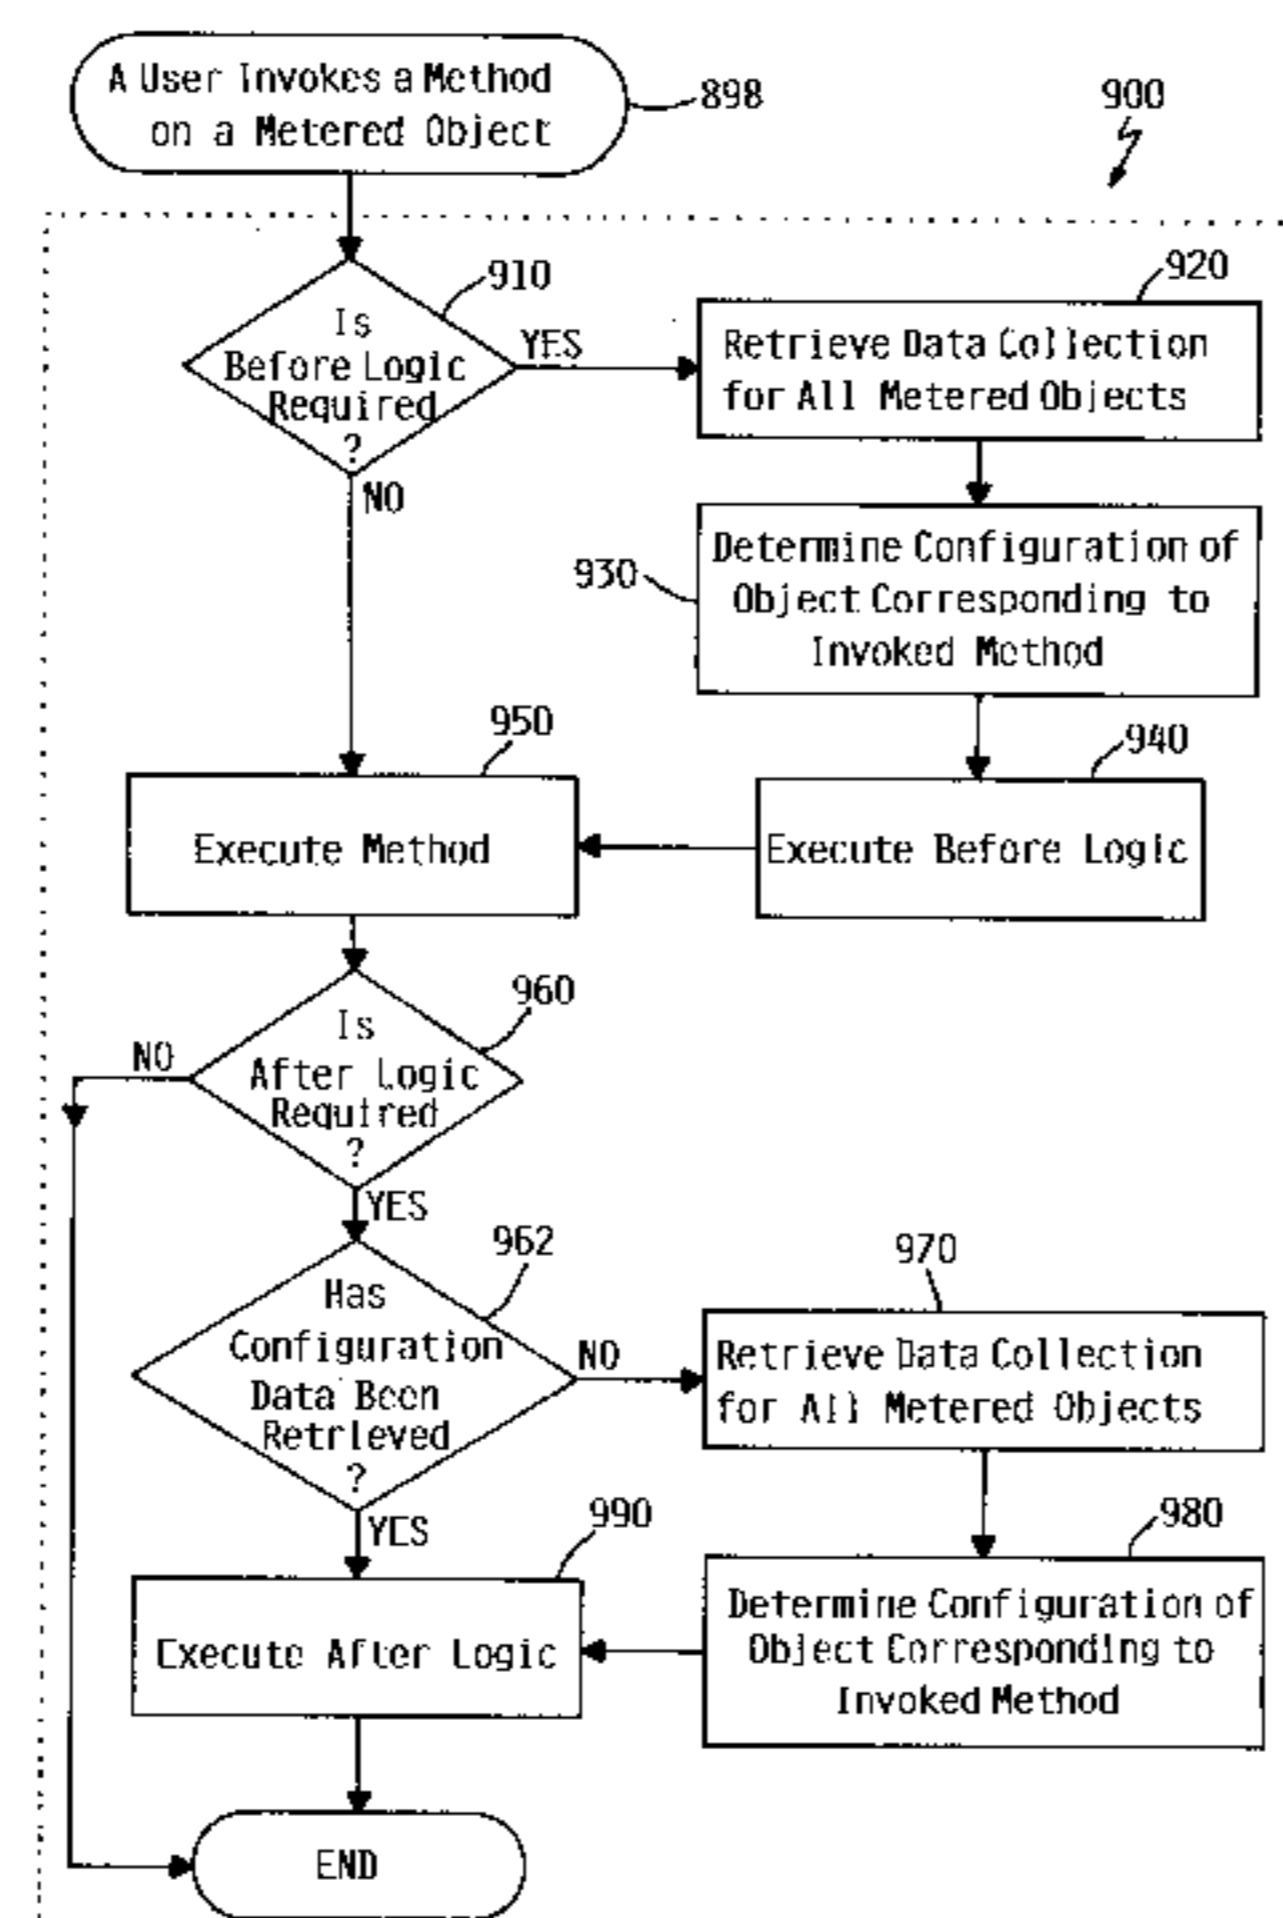 A User Invokes a Method
on a Metered Object
898
900
910
Is
Before Logic
Required
?
YES
NO
920
Retrieve Data Collection
for All Metered Objects
930
Determine Configuration of
Object Corresponding to
Invoked Method
940
Execute Before Logic
950
Execute Method
960
Is
After Logic
Required
?
NO
YES
962
Has
Configuration
Data Been
Retrieved
?
NO
YES
970
Retrieve Data Collection
for All Metered Objects
980
Determine Configuration of
Object Corresponding to
Invoked Method
990
Execute After Logic
END